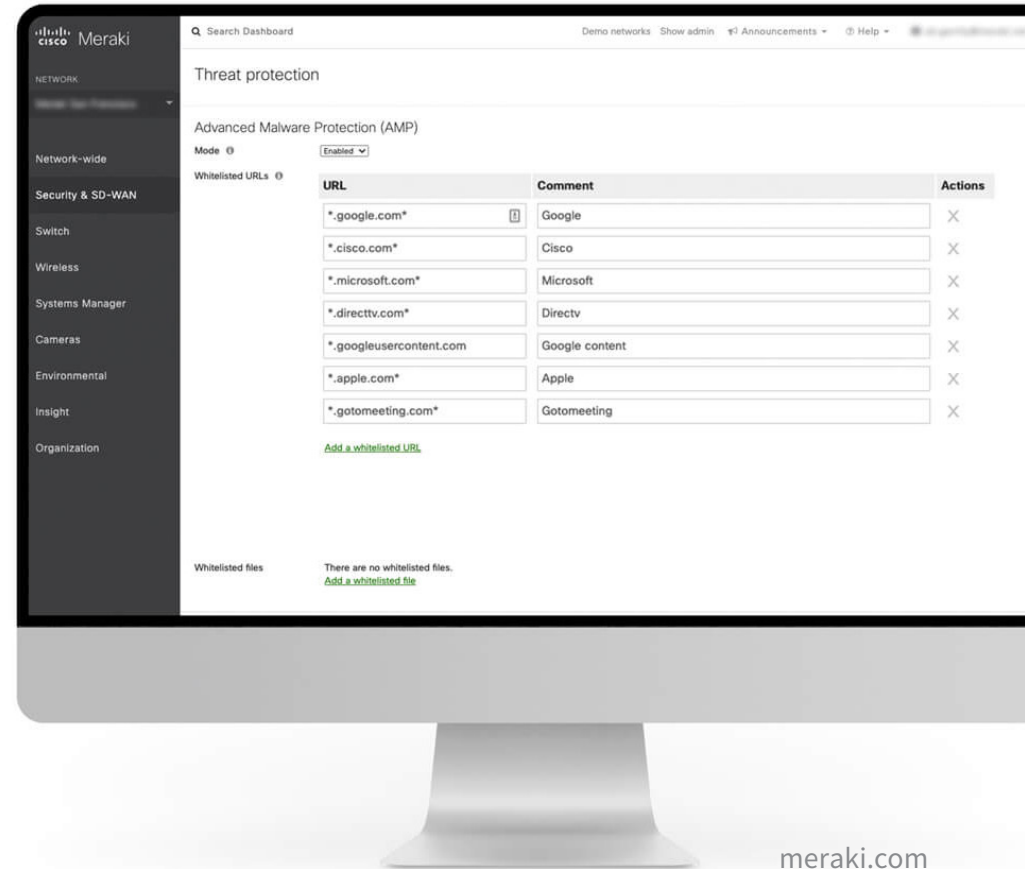 cisco Meraki
Search Dashboard
Demo networks Show admin Announcements Help
NETWORK
Network-wide
Security & SD-WAN
Switch
Wireless
Systems Manager
Cameras
Environmental
Insight
Organization
Threat protection
Advanced Malware Protection (AMP)
Mode Enabled
Whitelisted URLs
URL Comment Actions
*.google.com* Google X
*.cisco.com* Cisco X
*.microsoft.com* Microsoft X
*.directtv.com* Directv X
*.googleusercontent.com Google content X
*.apple.com* Apple X
*.gotomeeting.com* Gotomeeting X
Add a whitelisted URL
Whitelisted files There are no whitelisted files.
Add a whitelisted file
meraki.com